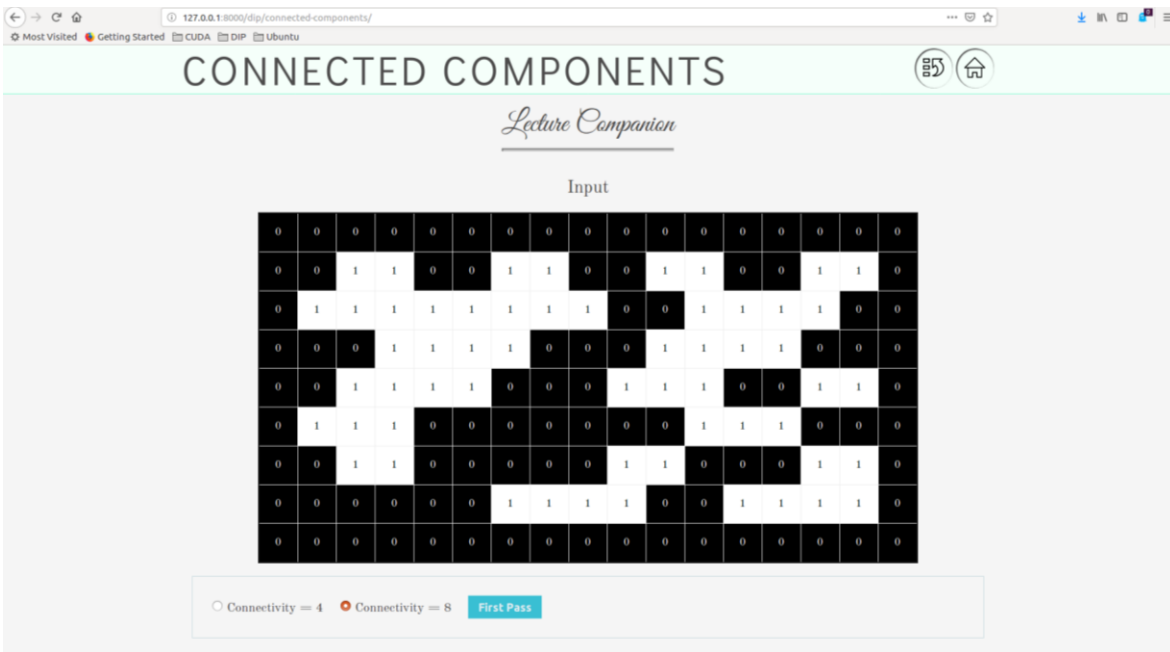 127.0.0.1:8000/dip/connected-components/
Most Visited Getting Started CUDA DIP Ubuntu
CONNECTED COMPONENTS
Lecture Companion
Input
0 0 0 0 0 0 0 0 0 0 0 0 0 0 0 0 0
0 0 1 1 0 0 1 1 0 0 1 1 0 0 1 1 0
0 1 1 1 1 1 1 1 1 0 0 1 1 1 1 0 0
0 0 0 1 1 1 1 0 0 0 1 1 1 1 0 0 0
0 0 1 1 1 1 0 0 0 1 1 1 0 0 1 1 0
0 1 1 1 0 0 0 0 0 0 0 1 1 1 0 0 0
0 0 1 1 0 0 0 0 0 1 1 0 0 0 1 1 0
0 0 0 0 0 0 1 1 1 1 0 0 1 1 1 1 0
0 0 0 0 0 0 0 0 0 0 0 0 0 0 0 0 0
Connectivity = 4 Connectivity = 8 First Pass